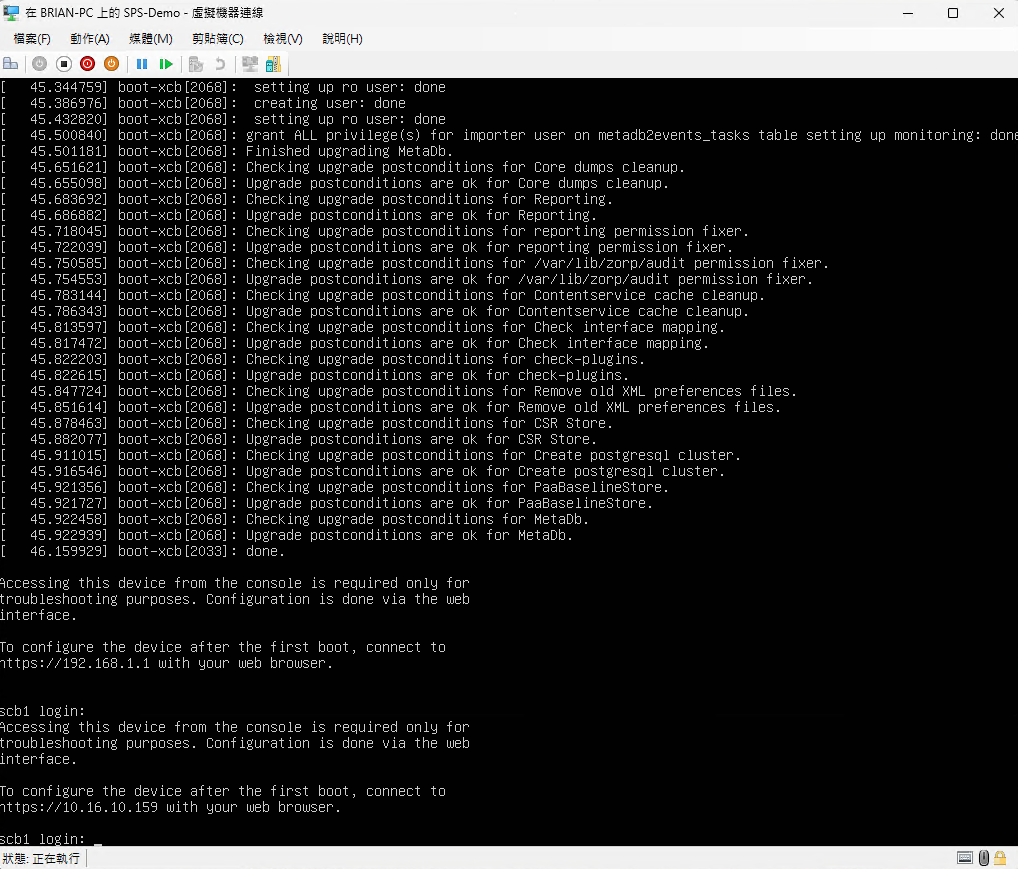 在 BRIAN-PC 上的 SPS-Demo - 虛擬機器連線
檔案(F) 動作(A) 媒體(M) 剪貼簿(C) 檢視(V) 說明(H)
[   45.344759] boot-xcb[2068]:  setting up ro user: done
[   45.386976] boot-xcb[2068]:  creating user: done
[   45.432820] boot-xcb[2068]:  setting up ro user: done
[   45.500840] boot-xcb[2068]: grant ALL privilege(s) for importer user on metadb2events_tasks table setting up monitoring: done
[   45.501181] boot-xcb[2068]: Finished upgrading MetaDb.
[   45.651621] boot-xcb[2068]: Checking upgrade postconditions for Core dumps cleanup.
[   45.655098] boot-xcb[2068]: Upgrade postconditions are ok for Core dumps cleanup.
[   45.683692] boot-xcb[2068]: Checking upgrade postconditions for Reporting.
[   45.686882] boot-xcb[2068]: Upgrade postconditions are ok for Reporting.
[   45.718045] boot-xcb[2068]: Checking upgrade postconditions for reporting permission fixer.
[   45.722039] boot-xcb[2068]: Upgrade postconditions are ok for reporting permission fixer.
[   45.750585] boot-xcb[2068]: Checking upgrade postconditions for /var/lib/zorp/audit permission fixer.
[   45.754553] boot-xcb[2068]: Upgrade postconditions are ok for /var/lib/zorp/audit permission fixer.
[   45.783144] boot-xcb[2068]: Checking upgrade postconditions for Contentservice cache cleanup.
[   45.786343] boot-xcb[2068]: Upgrade postconditions are ok for Contentservice cache cleanup.
[   45.813597] boot-xcb[2068]: Checking upgrade postconditions for Check interface mapping.
[   45.817472] boot-xcb[2068]: Upgrade postconditions are ok for Check interface mapping.
[   45.822203] boot-xcb[2068]: Checking upgrade postconditions for check-plugins.
[   45.822615] boot-xcb[2068]: Upgrade postconditions are ok for check-plugins.
[   45.847724] boot-xcb[2068]: Checking upgrade postconditions for Remove old XML preferences files.
[   45.851614] boot-xcb[2068]: Upgrade postconditions are ok for Remove old XML preferences files.
[   45.878463] boot-xcb[2068]: Checking upgrade postconditions for CSR Store.
[   45.882077] boot-xcb[2068]: Upgrade postconditions are ok for CSR Store.
[   45.911015] boot-xcb[2068]: Checking upgrade postconditions for Create postgresql cluster.
[   45.916546] boot-xcb[2068]: Upgrade postconditions are ok for Create postgresql cluster.
[   45.921356] boot-xcb[2068]: Checking upgrade postconditions for PaaBaselineStore.
[   45.921727] boot-xcb[2068]: Upgrade postconditions are ok for PaaBaselineStore.
[   45.922458] boot-xcb[2068]: Checking upgrade postconditions for MetaDb.
[   45.922939] boot-xcb[2068]: Upgrade postconditions are ok for MetaDb.
[   46.159929] boot-xcb[2033]: done.
Accessing this device from the console is required only for
troubleshooting purposes. Configuration is done via the web
interface.
To configure the device after the first boot, connect to
https://192.168.1.1 with your web browser.
scb1 login:
Accessing this device from the console is required only for
troubleshooting purposes. Configuration is done via the web
interface.
To configure the device after the first boot, connect to
https://10.16.10.159 with your web browser.
scb1 login: _
狀態: 正在執行